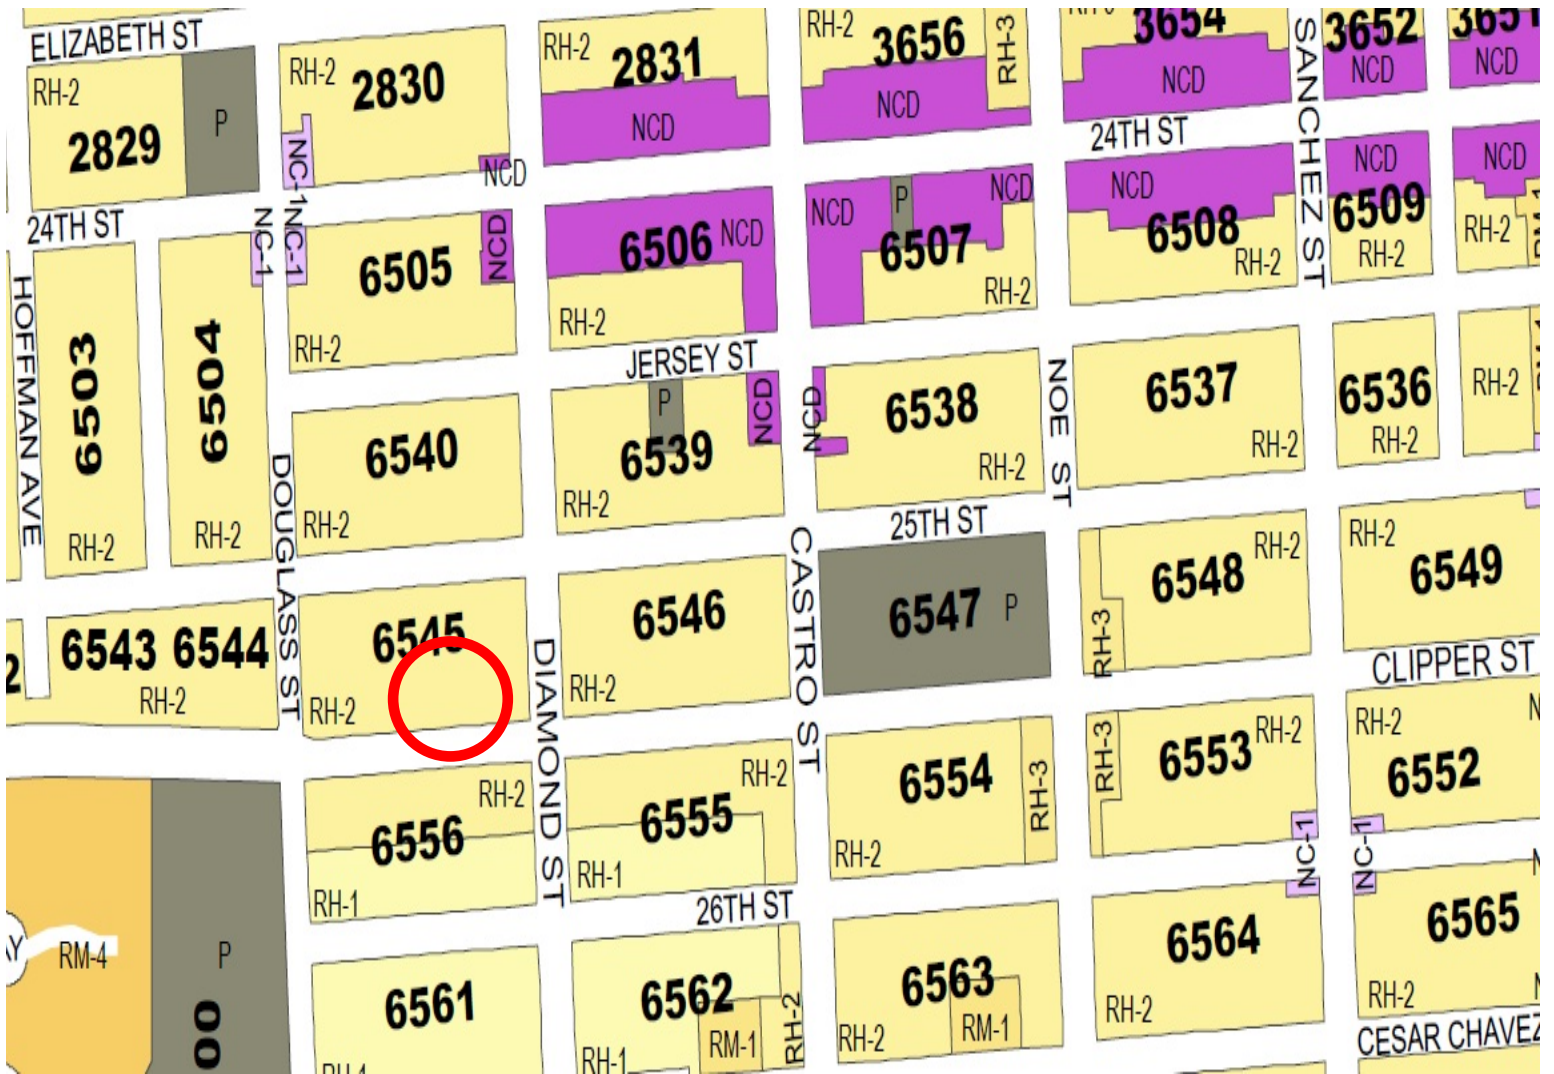 ELIZABETH ST
RH-2
2829
P
RH-2
2830
NC-1
NCD
RH-2
2831
NCD
RH-2
3656
RH-3
NCD
3654
NCD
SANCHEZ ST
3652
NCD
3651
NCD
24TH ST
24TH ST
HOFFMAN AVE
6503
RH-2
6504
NC-1
RH-2
NC-1
6505
NCD
RH-2
6506
NCD
RH-2
NCD
P
NCD
6507
RH-2
NCD
6508
RH-2
NCD
6509
RH-2
NCD
RH-2
RM-1
JERSEY ST
DOUGLASS ST
6540
RH-2
P
NCD
6539
RH-2
NCD
6538
RH-2
NOE ST
6537
RH-2
6536
RH-2
RH-2
25TH ST
CASTRO ST
6543
6544
RH-2
6545
RH-2
DIAMOND ST
6546
RH-2
6547
P
6548
RH-2
RH-3
RH-2
6549
CLIPPER ST
RH-2
6556
RH-1
RH-2
6555
RH-1
6554
RH-3
RH-2
RH-3
RH-2
6553
NC-1
RH-2
6552
NC-1
26TH ST
RM-4
P
00
6561
6562
RM-1
RH-2
RH-1
6563
RH-2
RM-1
6564
NC-1
RH-2
NC-1
6565
RH-2
CESAR CHAVEZ